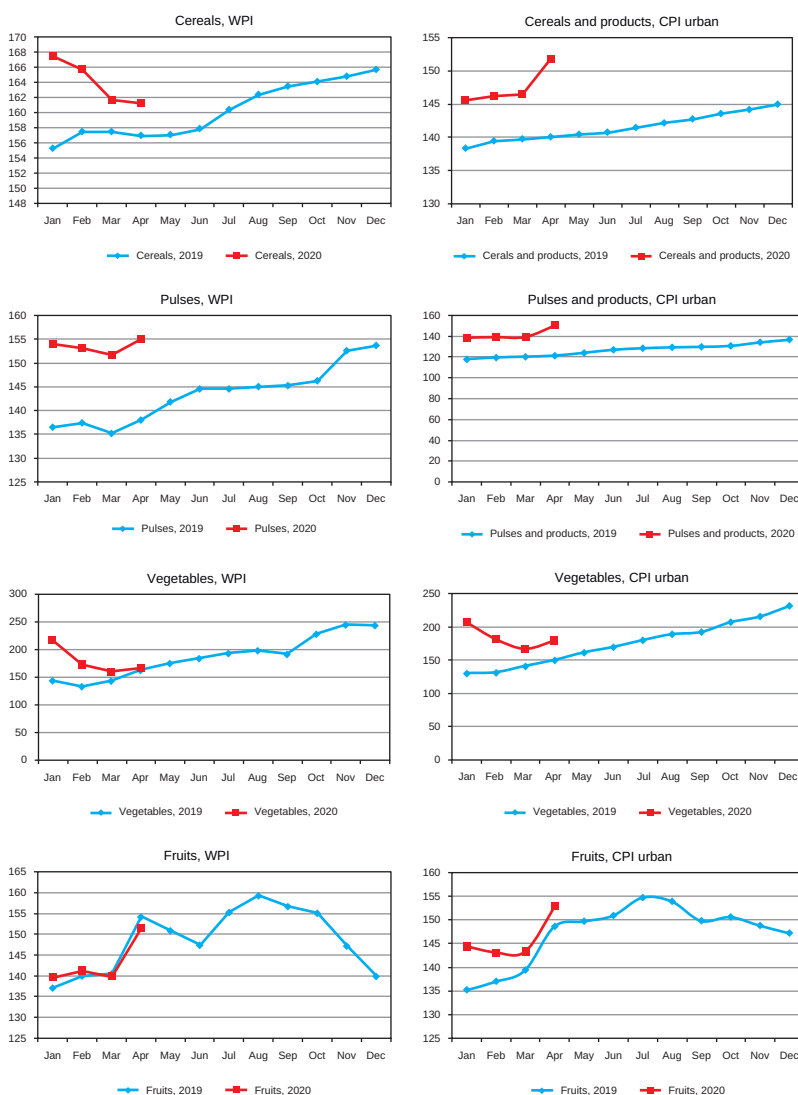 Cereals, WPI
170
168
166
164
162
160
158
156
154
152
150
148
Jan Feb Mar Apr May Jun Jul Aug Sep Oct Nov Dec
Cereals, 2019 Cereals, 2020
Cereals and products, CPI urban
155
150
145
140
135
130
Jan Feb Mar Apr May Jun Jul Aug Sep Oct Nov Dec
Cerals and products, 2019 Cereals and products, 2020
Pulses, WPI
160
155
150
145
140
135
130
125
Jan Feb Mar Apr May Jun Jul Aug Sep Oct Nov Dec
Pulses, 2019 Pulses, 2020
Pulses and products, CPI urban
160
140
120
100
80
60
40
20
0
Jan Feb Mar Apr May Jun Jul Aug Sep Oct Nov Dec
Pulses and products, 2019 Pulses and products, 2020
Vegetables, WPI
300
250
200
150
100
50
0
Jan Feb Mar Apr May Jun Jul Aug Sep Oct Nov Dec
Vegetables, 2019 Vegetables, 2020
Vegetables, CPI urban
250
200
150
100
50
0
Jan Feb Mar Apr May Jun Jul Aug Sep Oct Nov Dec
Vegetables, 2019 Vegetables, 2020
Fruits, WPI
165
160
155
150
145
140
135
130
125
Jan Feb Mar Apr May Jun Jul Aug Sep Oct Nov Dec
Fruits, 2019 Fruits, 2020
Fruits, CPI urban
160
155
150
145
140
135
130
125
Jan Feb Mar Apr May Jun Jul Aug Sep Oct Nov Dec
Fruits, 2019 Fruits, 2020